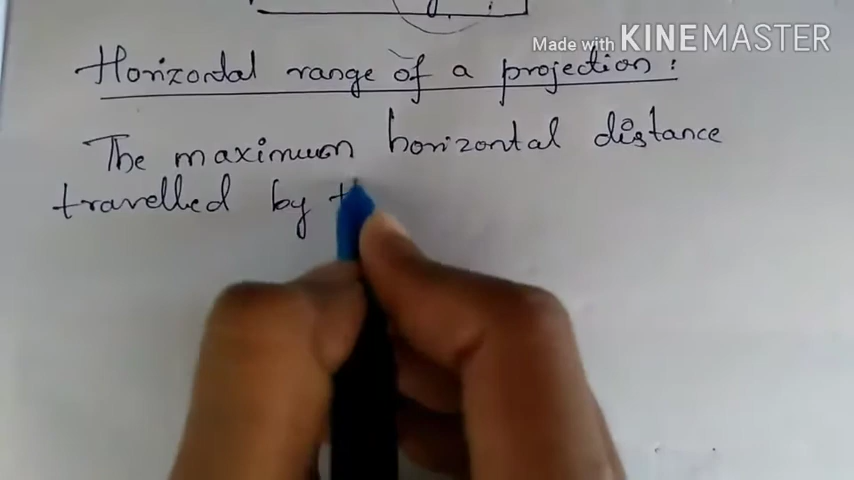 Made with KINEMASTER
Horizontal range of a projection :
The maximum horizontal distance
travelled by t